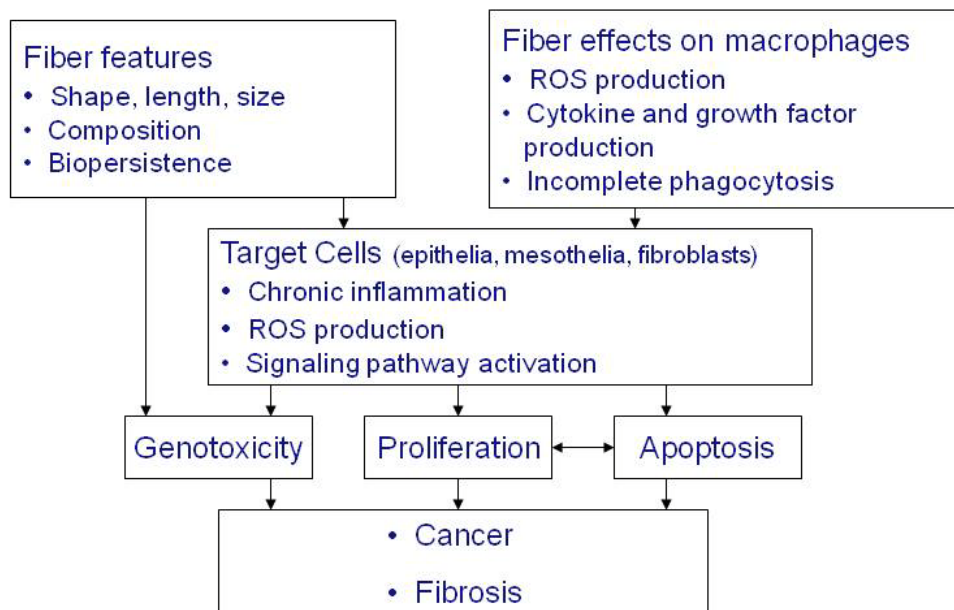 Fiber features
• Shape, length, size
• Composition
• Biopersistence
Fiber effects on macrophages
• ROS production
• Cytokine and growth factor
production
• Incomplete phagocytosis
Target Cells (epithelia, mesothelia, fibroblasts)
• Chronic inflammation
• ROS production
• Signaling pathway activation
Genotoxicity
Proliferation
Apoptosis
• Cancer
• Fibrosis